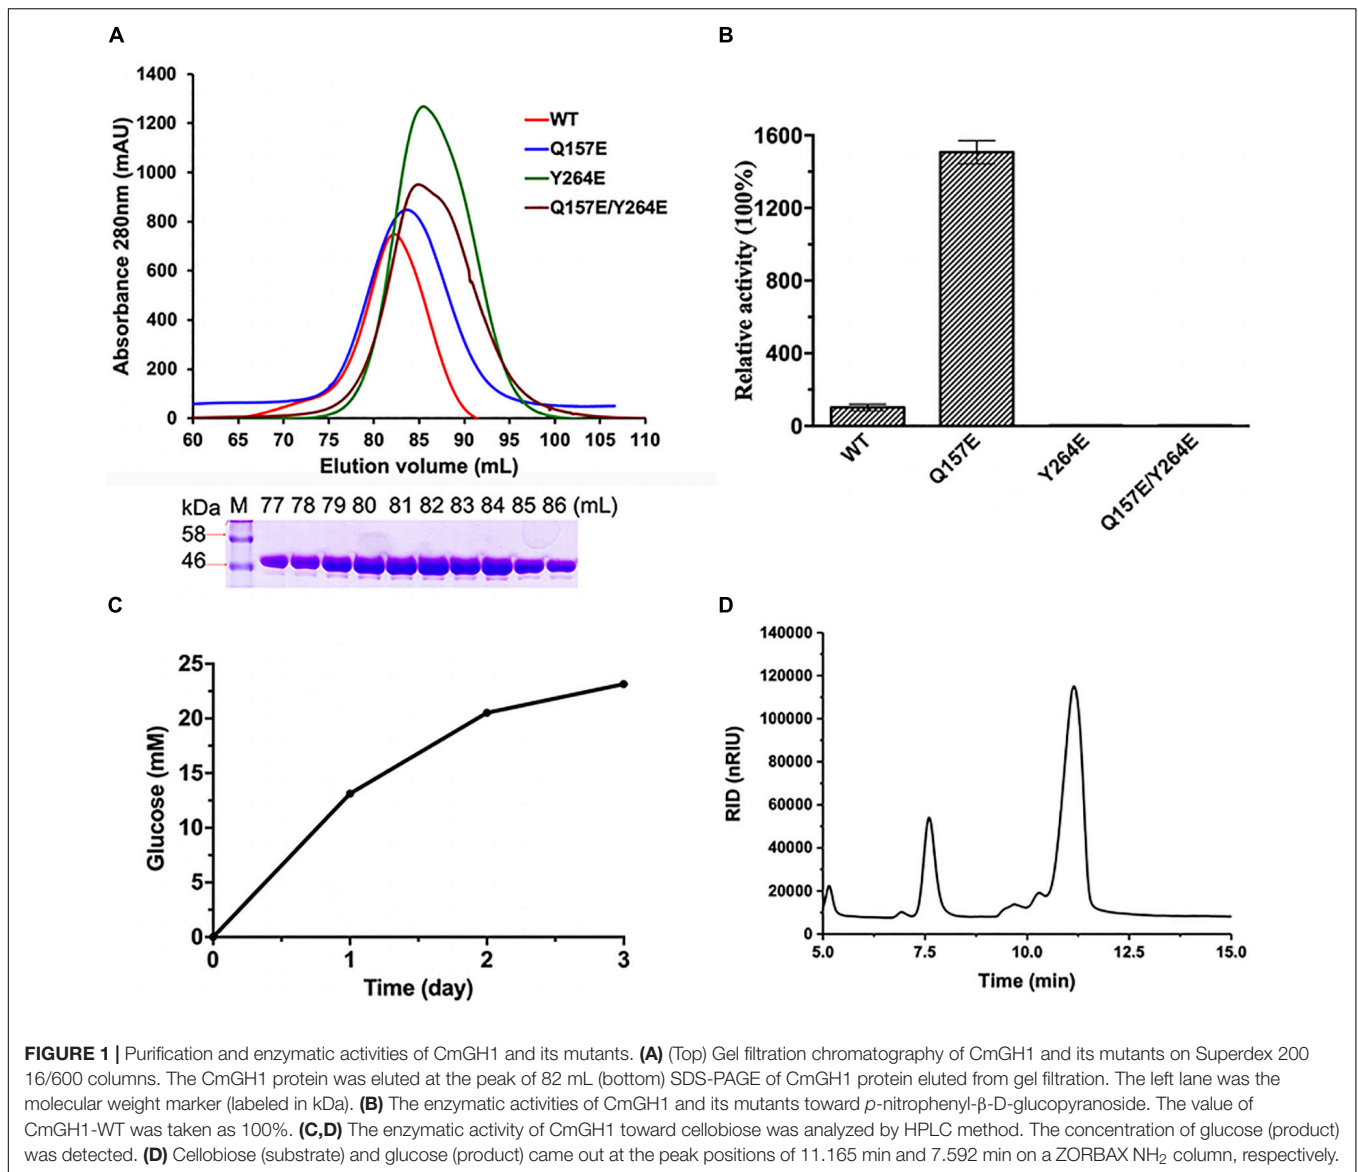 A
1400
1200
1000
800
600
400
200
0
Absorbance 280nm (mAU)
WT
Q157E
Y264E
Q157E/Y264E
60 65 70 75 80 85 90 95 100 105 110
Elution volume (mL)
kDa M 77 78 79 80 81 82 83 84 85 86 (mL)
58
46
B
1600
1200
800
400
0
Relative activity (100%)
WT
Q157E
Y264E
Q157E/Y264E
C
25
20
15
10
5
0
Glucose (mM)
0 1 2 3
Time (day)
D
140000
120000
100000
80000
60000
40000
20000
0
RID (nRIU)
5.0 7.5 10.0 12.5 15.0
Time (min)
FIGURE 1 | Purification and enzymatic activities of CmGH1 and its mutants. (A) (Top) Gel filtration chromatography of CmGH1 and its mutants on Superdex 200
16/600 columns. The CmGH1 protein was eluted at the peak of 82 mL (bottom) SDS-PAGE of CmGH1 protein eluted from gel filtration. The left lane was the
molecular weight marker (labeled in kDa). (B) The enzymatic activities of CmGH1 and its mutants toward p-nitrophenyl-β-D-glucopyranoside. The value of
CmGH1-WT was taken as 100%. (C,D) The enzymatic activity of CmGH1 toward cellobiose was analyzed by HPLC method. The concentration of glucose (product)
was detected. (D) Cellobiose (substrate) and glucose (product) came out at the peak positions of 11.165 min and 7.592 min on a ZORBAX NH₂ column, respectively.